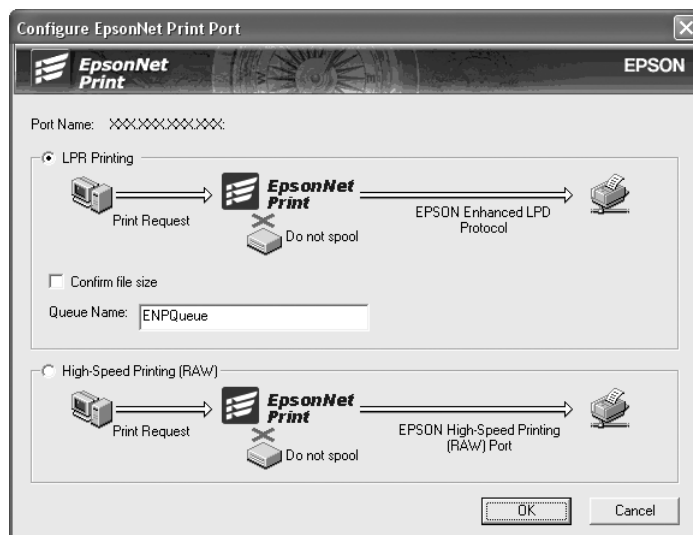 Configure EpsonNet Print Port
EpsonNet
Print
EPSON
Port Name: XXX.XXX.XXX.XXX:
LPR Printing
EpsonNet
Print
Print Request
Do not spool
EPSON Enhanced LPD
Protocol
Confirm file size
Queue Name: ENPQueue
High-Speed Printing (RAW)
EpsonNet
Print
Print Request
Do not spool
EPSON High-Speed Printing
(RAW) Port
OK
Cancel